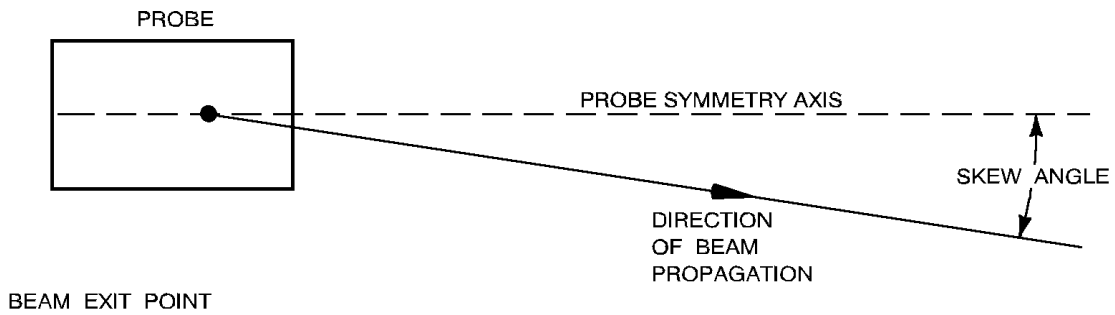 PROBE
PROBE SYMMETRY AXIS
SKEW ANGLE
DIRECTION
OF BEAM
PROPAGATION
BEAM EXIT POINT